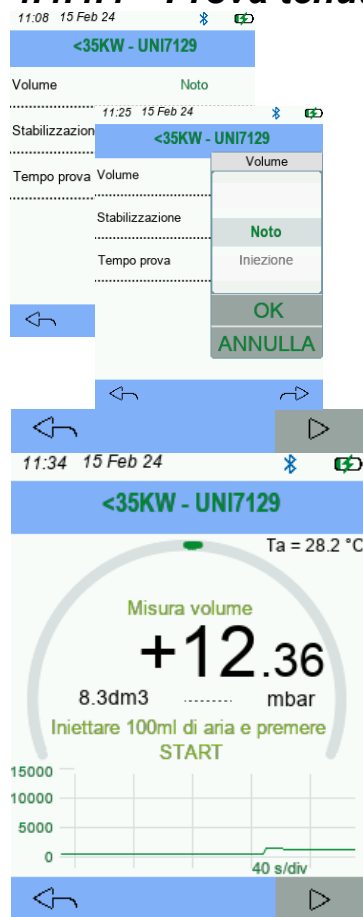 11:08 15 Feb 24
<35KW - UNI7129
Volume Noto
Stabilizzazion
Tempo prova
11:25 15 Feb 24
<35KW - UNI7129
Volume
Stabilizzazione
Tempo prova
Volume
Noto
Iniezione
OK
ANNULLA
11:34 15 Feb 24
<35KW - UNI7129
Ta = 28.2 °C
Misura volume
+12.36
8.3dm3 mbar
Iniettare 100ml di aria e premere
START
15000
10000
5000
0
40 s/div